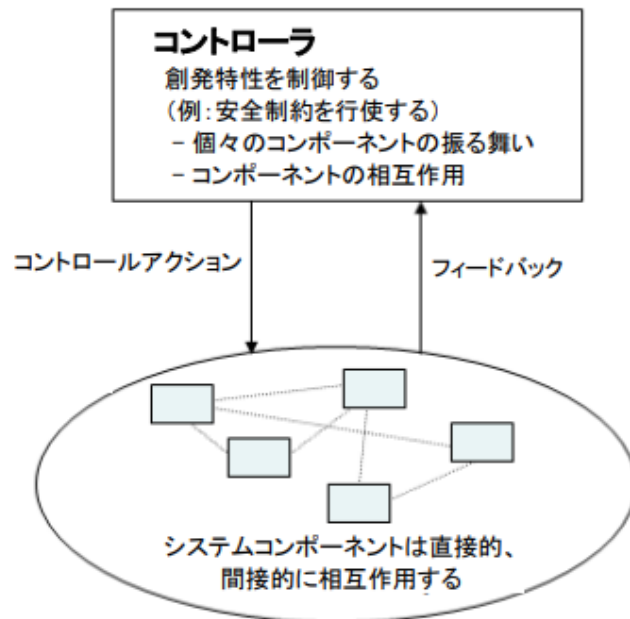 コントローラ
創発特性を制御する
(例:安全制約を行使する)
− 個々のコンポーネントの振る舞い
− コンポーネントの相互作用
コントロールアクション
フィードバック
システムコンポーネントは直接的、
間接的に相互作用する